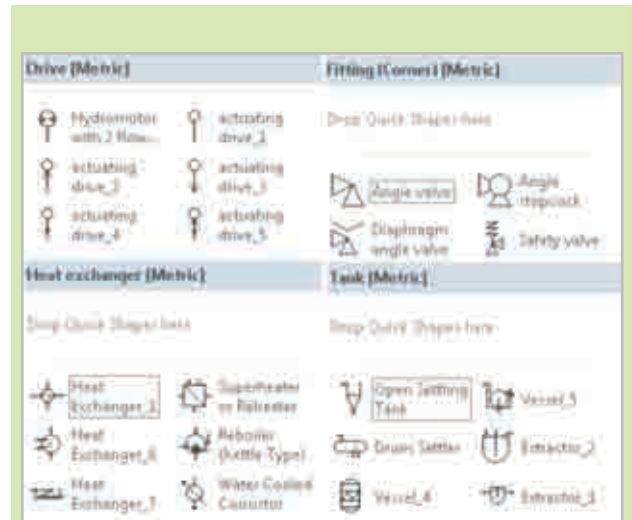 Drive (Metric)
Hydromotor
with 2 flow...
actuating
drive_1
actuating
drive_2
actuating
drive_3
actuating
drive_4
actuating
drive_5
Fitting (Corner) (Metric)
Drop Quick Shapes here
Angle valve
Angle
stopcock
Diaphragm
angle valve
Safety valve
Heat exchanger (Metric)
Drop Quick Shapes here
Heat
Exchanger_1
Superheater
or Reheater
Heat
Exchanger_6
Reboiler
(Kettle Type)
Heat
Exchanger_7
Water Cooled
Tank (Metric)
Drop Quick Shapes here
Open Settling
Tank
Vessel_5
Drum Settler
Extractor_2
Vessel_4
Extractor_3